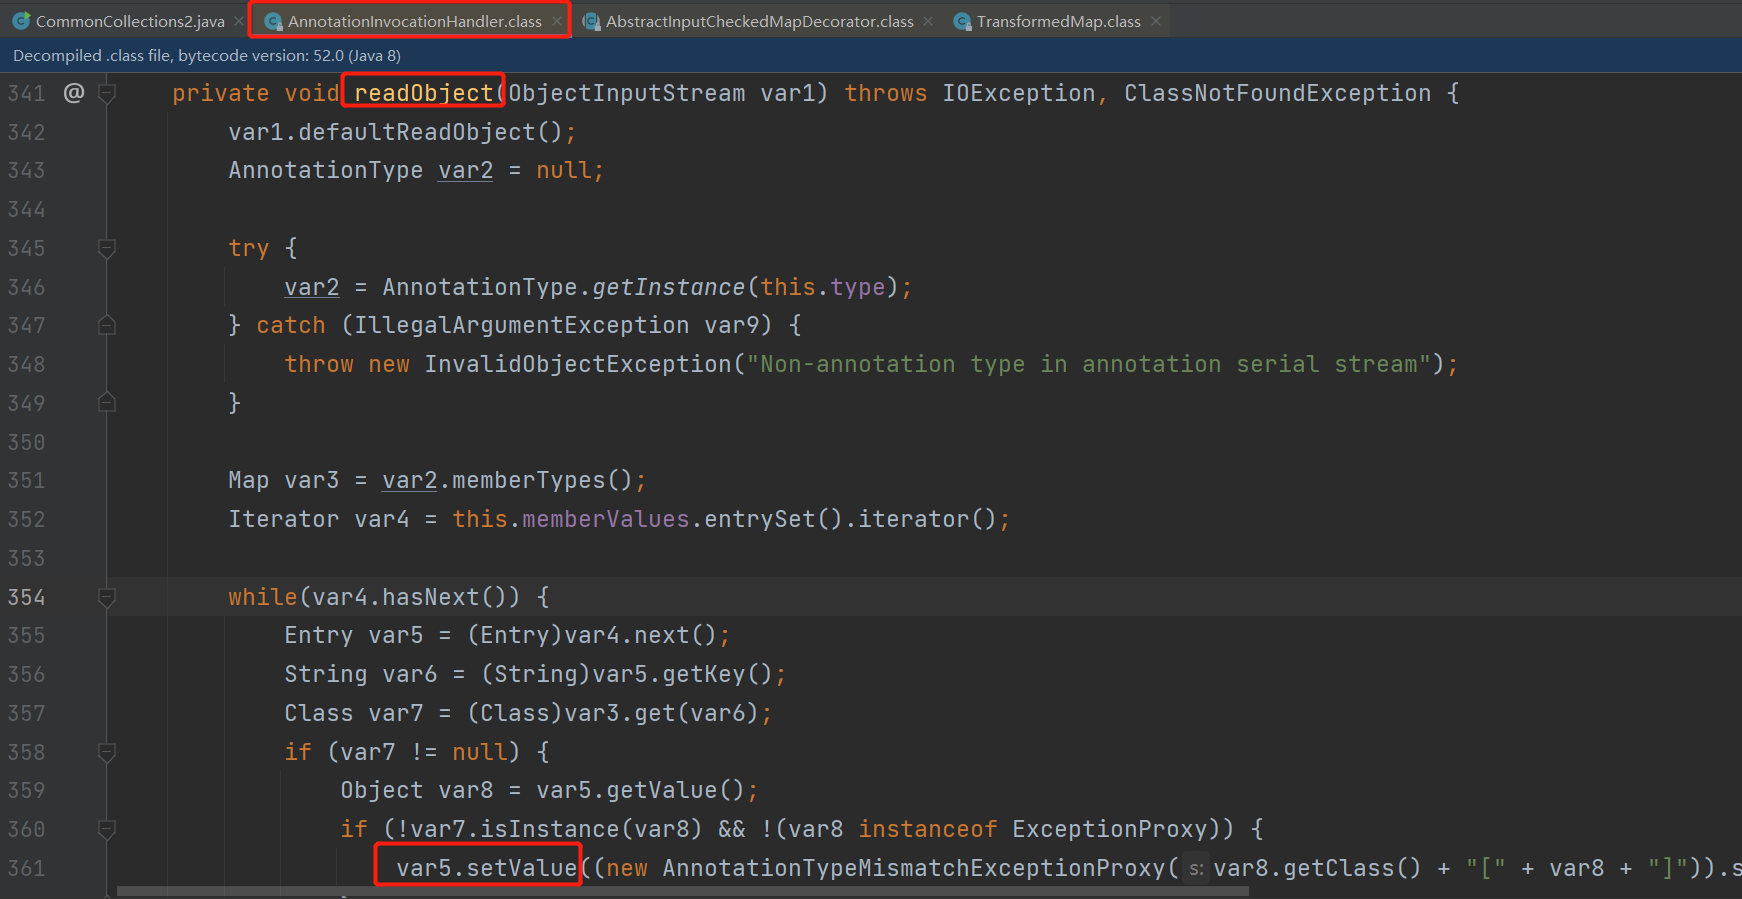 CommonCollections2.java AnnotationInvocationHandler.class AbstractInputCheckedMapDecorator.class TransformedMap.class
Decompiled .class file, bytecode version: 52.0 (Java 8)
341 @ private void readObject(ObjectInputStream var1) throws IOException, ClassNotFoundException {
342 var1.defaultReadObject();
343 AnnotationType var2 = null;
344
345 try {
346 var2 = AnnotationType.getInstance(this.type);
347 } catch (IllegalArgumentException var9) {
348 throw new InvalidObjectException("Non-annotation type in annotation serial stream");
349 }
350
351 Map var3 = var2.memberTypes();
352 Iterator var4 = this.memberValues.entrySet().iterator();
353
354 while(var4.hasNext()) {
355 Entry var5 = (Entry)var4.next();
356 String var6 = (String)var5.getKey();
357 Class var7 = (Class)var3.get(var6);
358 if (var7 != null) {
359 Object var8 = var5.getValue();
360 if (!var7.isInstance(var8) && !(var8 instanceof ExceptionProxy)) {
361 var5.setValue((new AnnotationTypeMismatchExceptionProxy( s: var8.getClass() + "[" + var8 + "]")).s